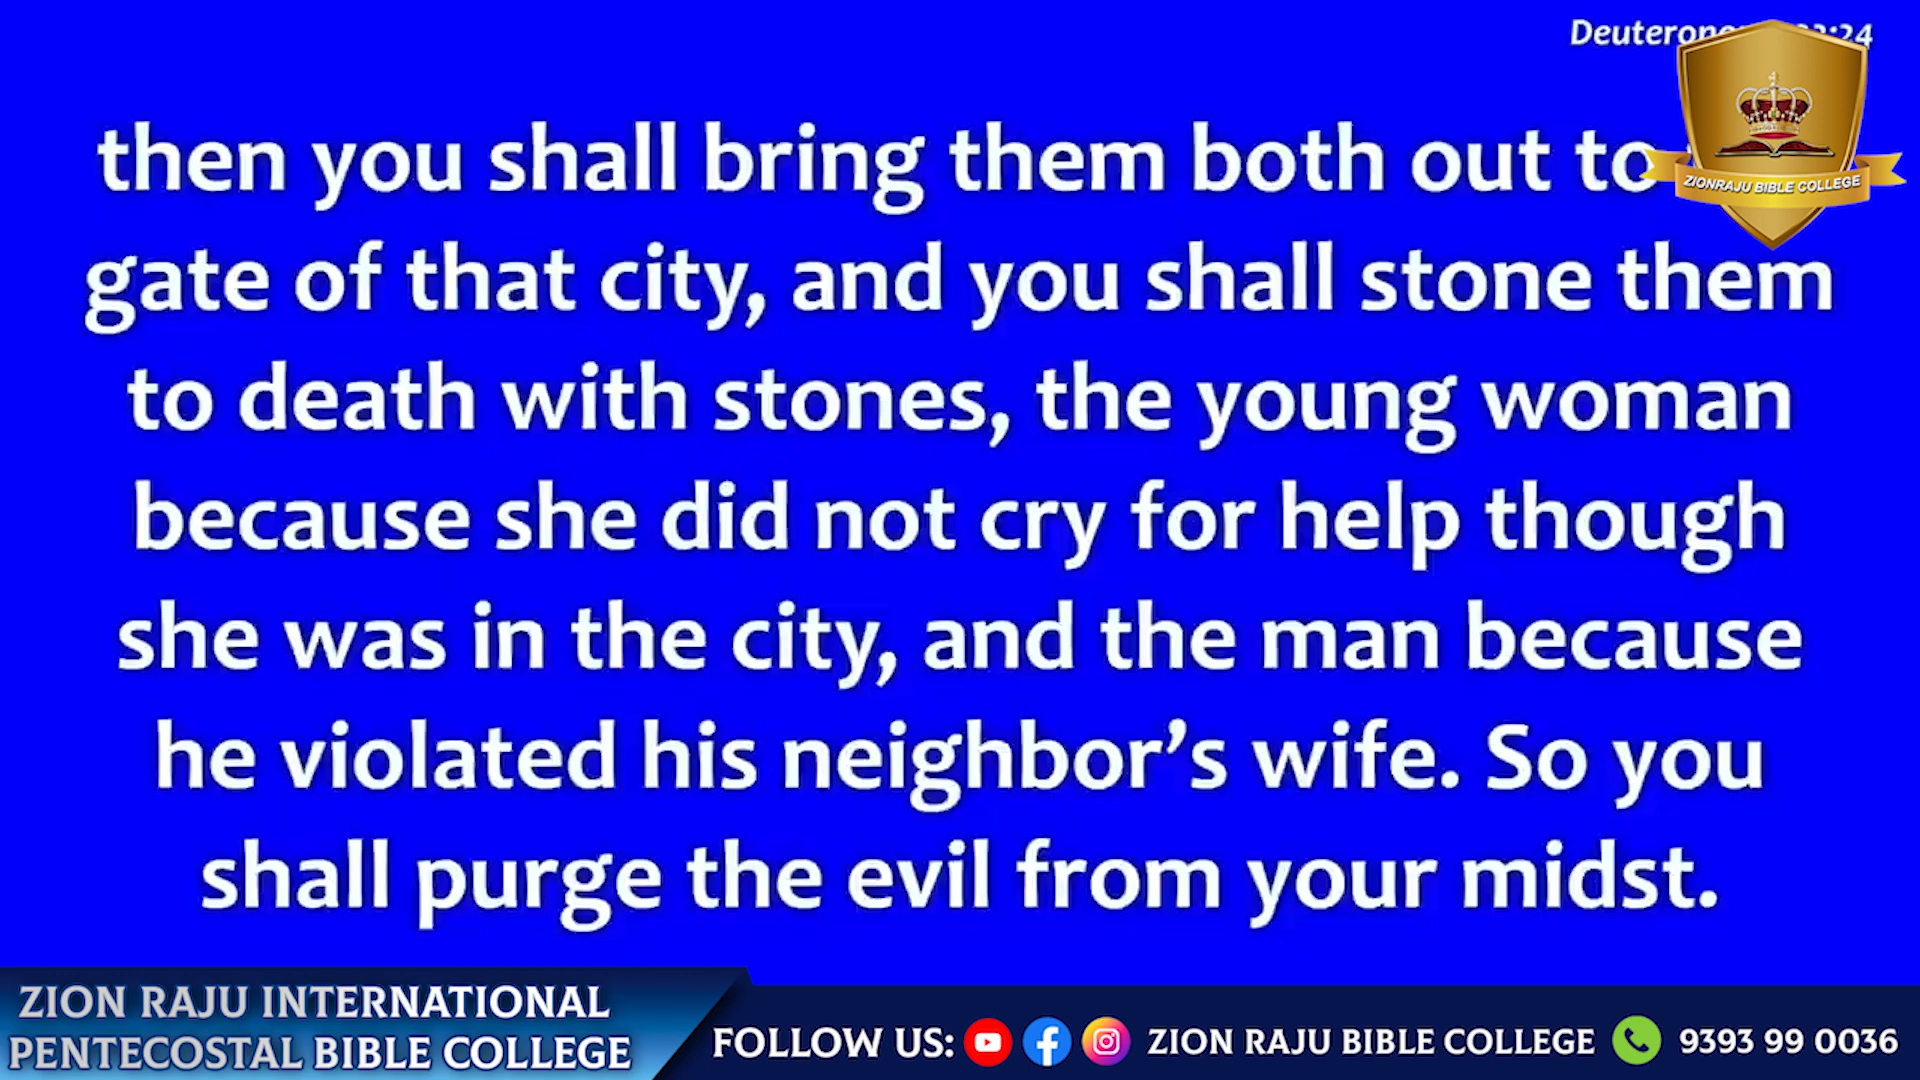 Deuterono :24
then you shall bring them both out to
gate of that city, and you shall stone them
to death with stones, the young woman
because she did not cry for help though
she was in the city, and the man because
he violated his neighbor’s wife. So you
shall purge the evil from your midst.
ZIONRAJU BIBLE COLLEGE
ZION RAJU INTERNATIONAL
PENTECOSTAL BIBLE COLLEGE
FOLLOW US: ZION RAJU BIBLE COLLEGE 9393 99 0036